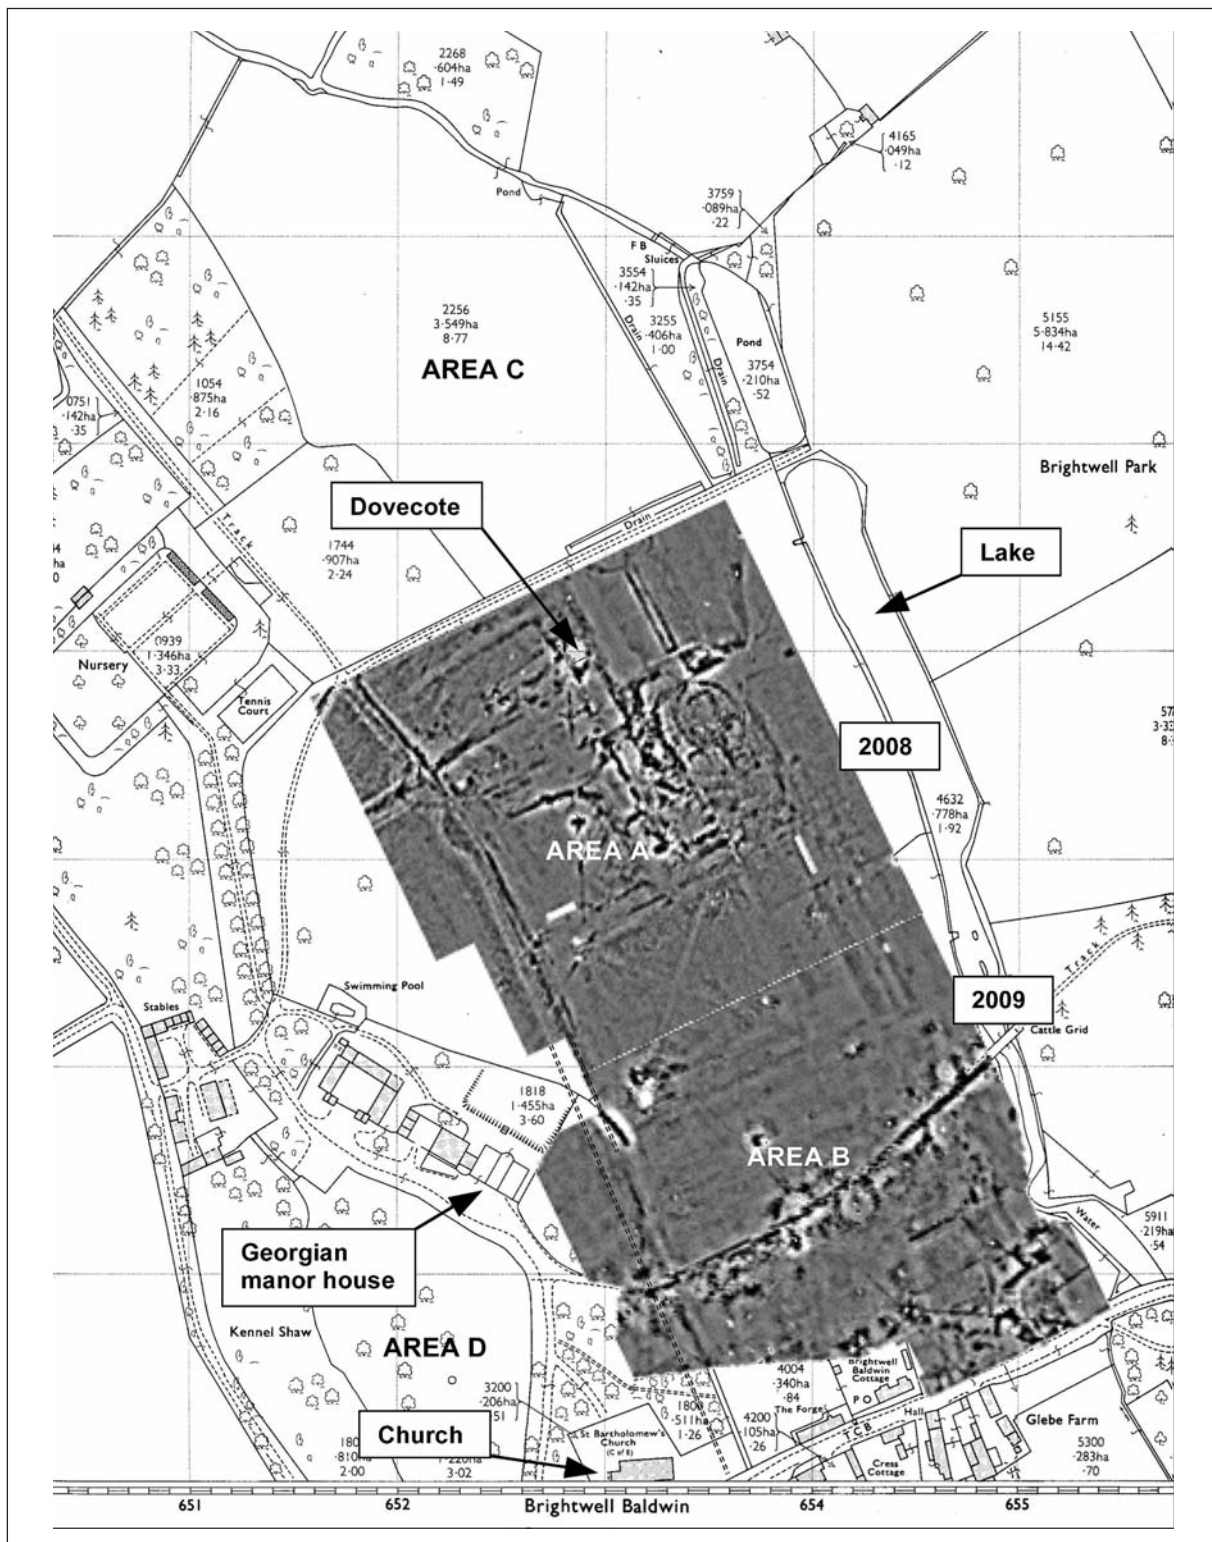 2268
·604ha
1·49
4165
·049ha
·12
Pond
3759
·089ha
·22
F B
Sluices
3554
·142ha
·35
3255
·406ha
1·00
Drain
Drain
Pond
3754
·210ha
·52
2256
3·549ha
8·77
AREA C
5155
5·834ha
14·42
1054
·875ha
2·16
0751
·142ha
·35
Brightwell Park
Track
Dovecote
Drain
1744
·907ha
2·24
Lake
0939
1·346ha
3·33
Nursery
Tennis
Court
2008
4632
·778ha
1·92
AREA A
Track
Swimming Pool
Stables
2009
Cattle Grid
1818
1·455ha
3·60
AREA B
Water
5911
·219ha
·54
Georgian
manor house
Kennel Shaw
AREA D
3200
·206ha
·51
4004
·340ha
·84
Brightwell
Baldwin
Cottage
P
The Forge
Hall
T C B
Church
St Bartholomew's
Church
(C of E)
·511ha
1·26
4200
·105ha
·26
Cress
Cottage
Glebe Farm
5300
·283ha
·70
·810ha
2·00
3·02
651
652
Brightwell Baldwin
654
655